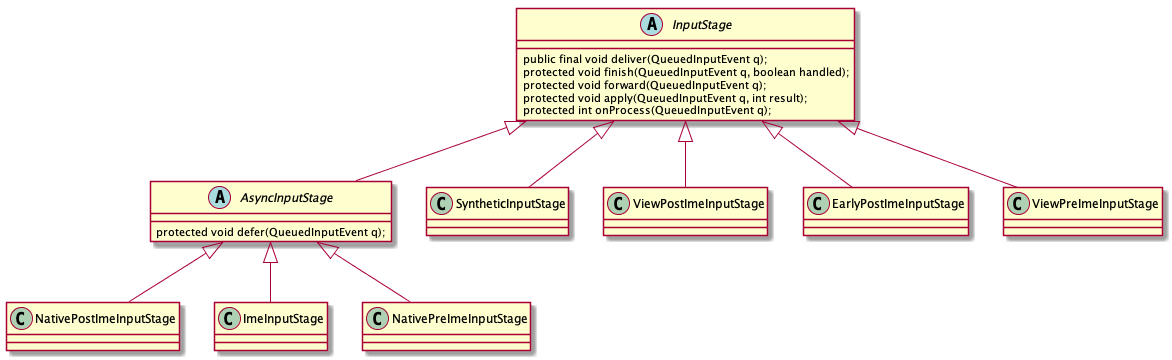 A InputStage
public final void deliver(QueuedInputEvent q);
protected void finish(QueuedInputEvent q, boolean handled);
protected void forward(QueuedInputEvent q);
protected void apply(QueuedInputEvent q, int result);
protected int onProcess(QueuedInputEvent q);
A AsyncInputStage
protected void defer(QueuedInputEvent q);
C SyntheticInputStage
C ViewPostImeInputStage
C EarlyPostImeInputStage
C ViewPreImeInputStage
C NativePostImeInputStage
C ImeInputStage
C NativePreImeInputStage